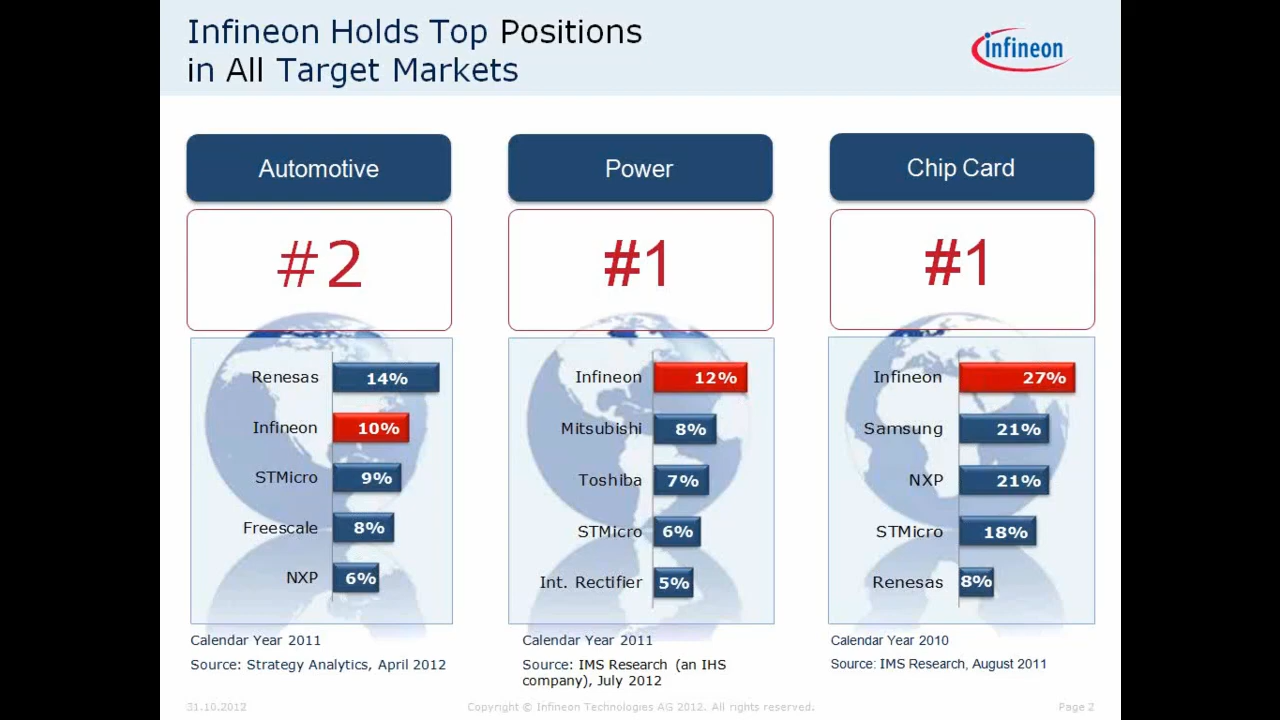 Infineon Holds Top Positions
in All Target Markets
infineon
Automotive
#2
Renesas 14%
Infineon 10%
STMicro 9%
Freescale 8%
NXP 6%
Calendar Year 2011
Source: Strategy Analytics, April 2012
Power
#1
Infineon 12%
Mitsubishi 8%
Toshiba 7%
STMicro 6%
Int. Rectifier 5%
Calendar Year 2011
Source: IMS Research (an IHS
company), July 2012
Chip Card
#1
Infineon 27%
Samsung 21%
NXP 21%
STMicro 18%
Renesas 8%
Calendar Year 2010
Source: IMS Research, August 2011
31.10.2012
Copyright © Infineon Technologies AG 2012. All rights reserved.
Page 2